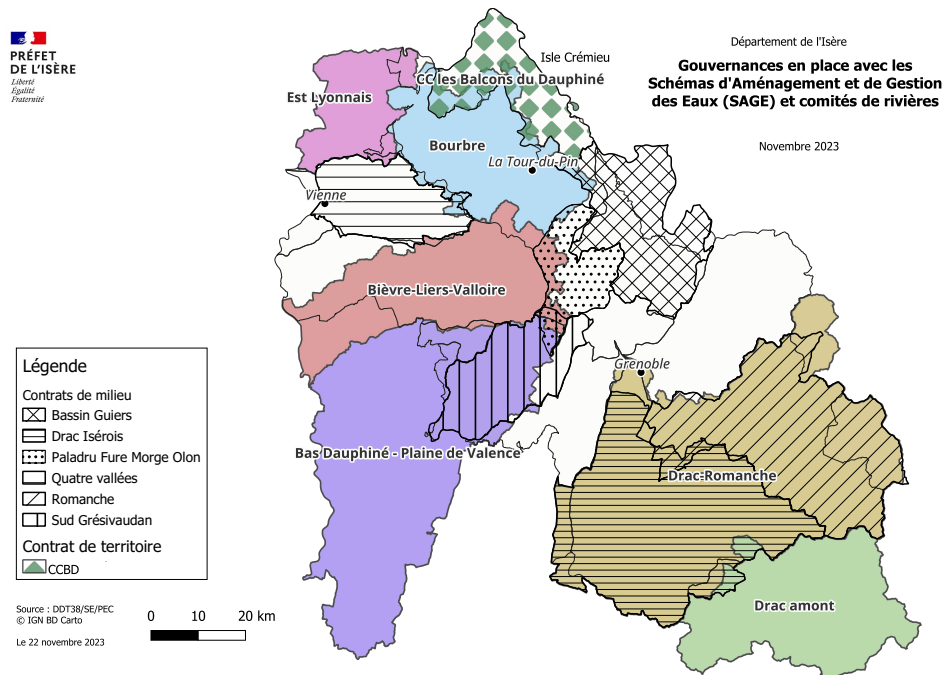 PRÉFET
DE L'ISÈRE
Liberté
Égalité
Fraternité
Département de l'Isère
Gouvernances en place avec les
Schémas d'Aménagement et de Gestion
des Eaux (SAGE) et comités de rivières
Novembre 2023
Isle Crémieu
CC les Balcons du Dauphiné
Est Lyonnais
Bourbre
La Tour-du-Pin
Vienne
Bièvre-Liers-Valloire
Grenoble
Bas Dauphiné - Plaine de Valence
Drac-Romanche
Drac amont
Légende
Contrats de milieu
Bassin Guiers
Drac Isérois
Paladru Fure Morge Olon
Quatre vallées
Romanche
Sud Grésivaudan
Contrat de territoire
CCBD
Source : DDT38/SE/PEC
© IGN BD Carto
Le 22 novembre 2023
0 10 20 km